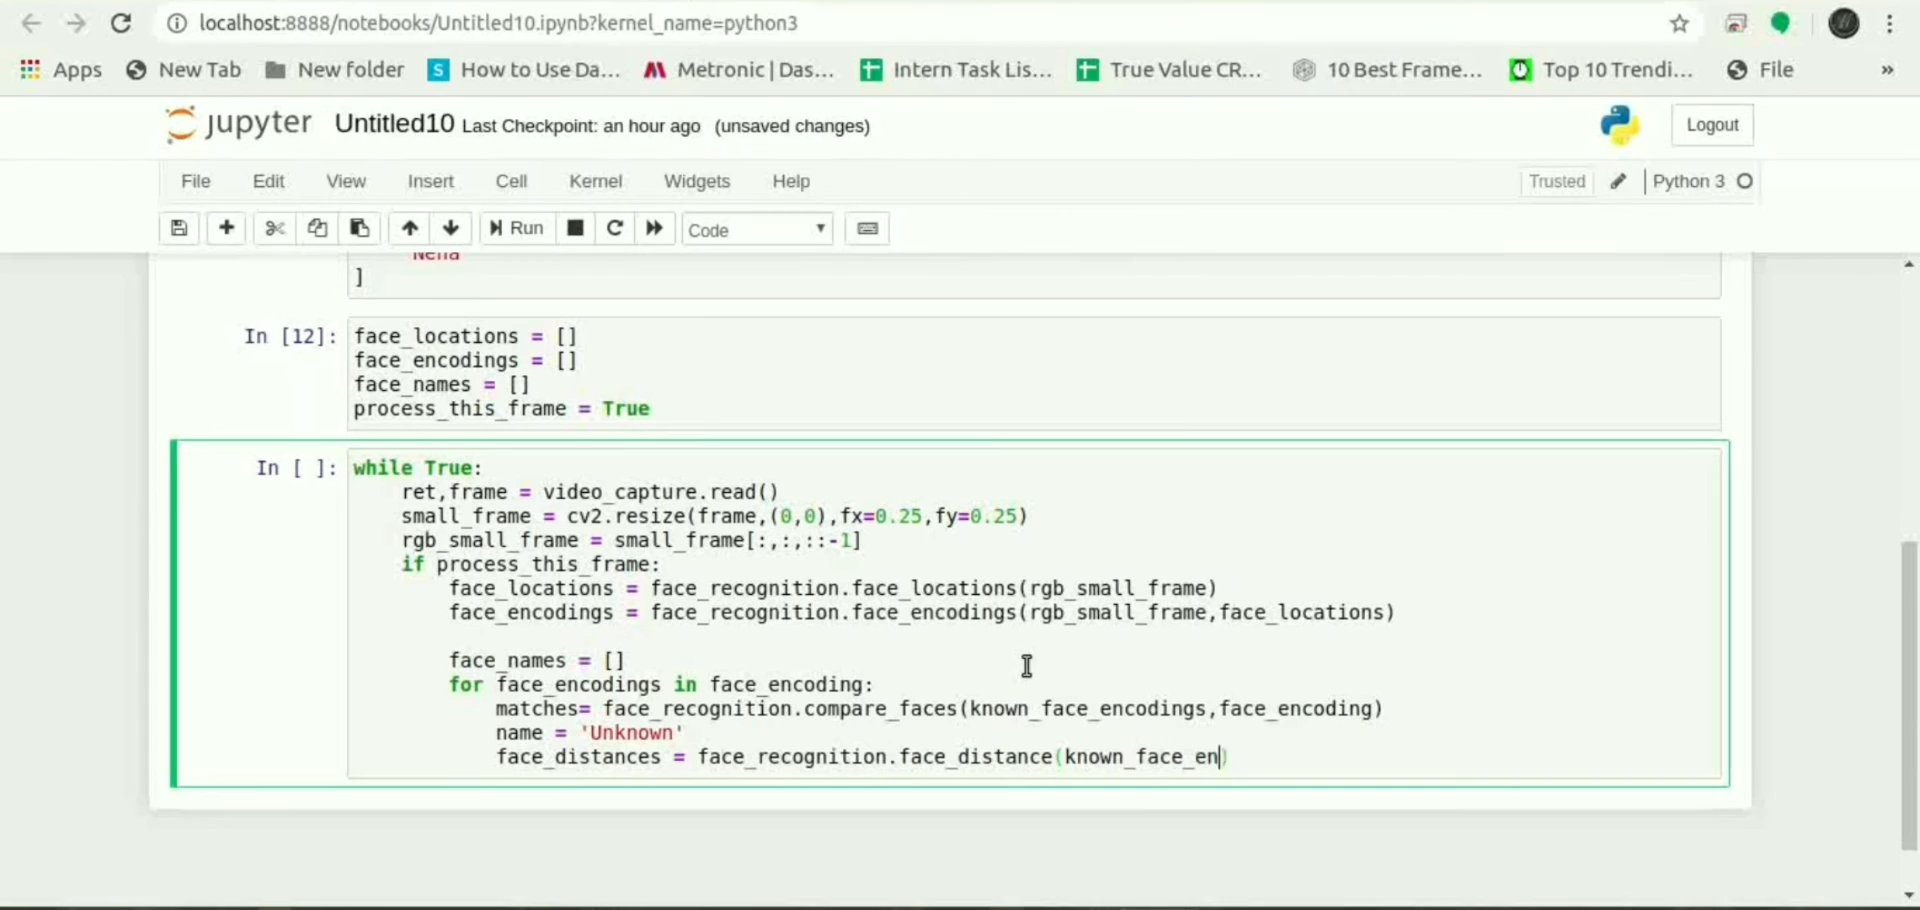 localhost:8888/notebooks/Untitled10.ipynb?kernel_name=python3
Apps New Tab New folder S How to Use Da... Metronic | Das... Intern Task Lis... True Value CR... 10 Best Frame... Top 10 Trendi... File »
jupyter Untitled10 Last Checkpoint: an hour ago (unsaved changes) Logout
File Edit View Insert Cell Kernel Widgets Help Trusted Python 3
Run Code
]
In [12]: face_locations = []
face_encodings = []
face_names = []
process_this_frame = True
In [ ]: while True:
ret,frame = video_capture.read()
small_frame = cv2.resize(frame,(0,0),fx=0.25,fy=0.25)
rgb_small_frame = small_frame[:,:,::-1]
if process_this_frame:
face_locations = face_recognition.face_locations(rgb_small_frame)
face_encodings = face_recognition.face_encodings(rgb_small_frame,face_locations)
face_names = []
for face_encodings in face_encoding:
matches= face_recognition.compare_faces(known_face_encodings,face_encoding)
name = 'Unknown'
face_distances = face_recognition.face_distance(known_face_en)